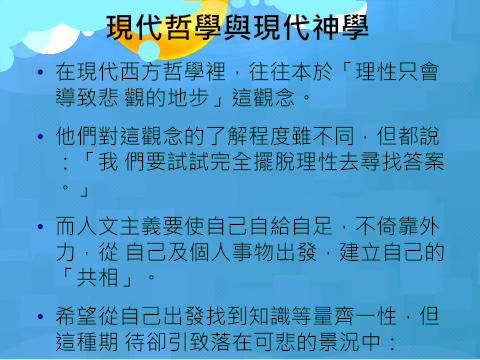 現代哲學與現代神學
• 在現代西方哲學裡，往往本於「理性只會
導致悲 觀的地步」這觀念。
• 他們對這觀念的了解程度雖不同，但都說
：「我 們要試試完全擺脫理性去尋找答案
。」
• 而人文主義要使自己自給自足，不倚靠外
力，從 自己及個人事物出發，建立自己的
「共相」。
• 希望從自己出發找到知識等量齊一性，但
這種期 待卻引致落在可悲的景況中：